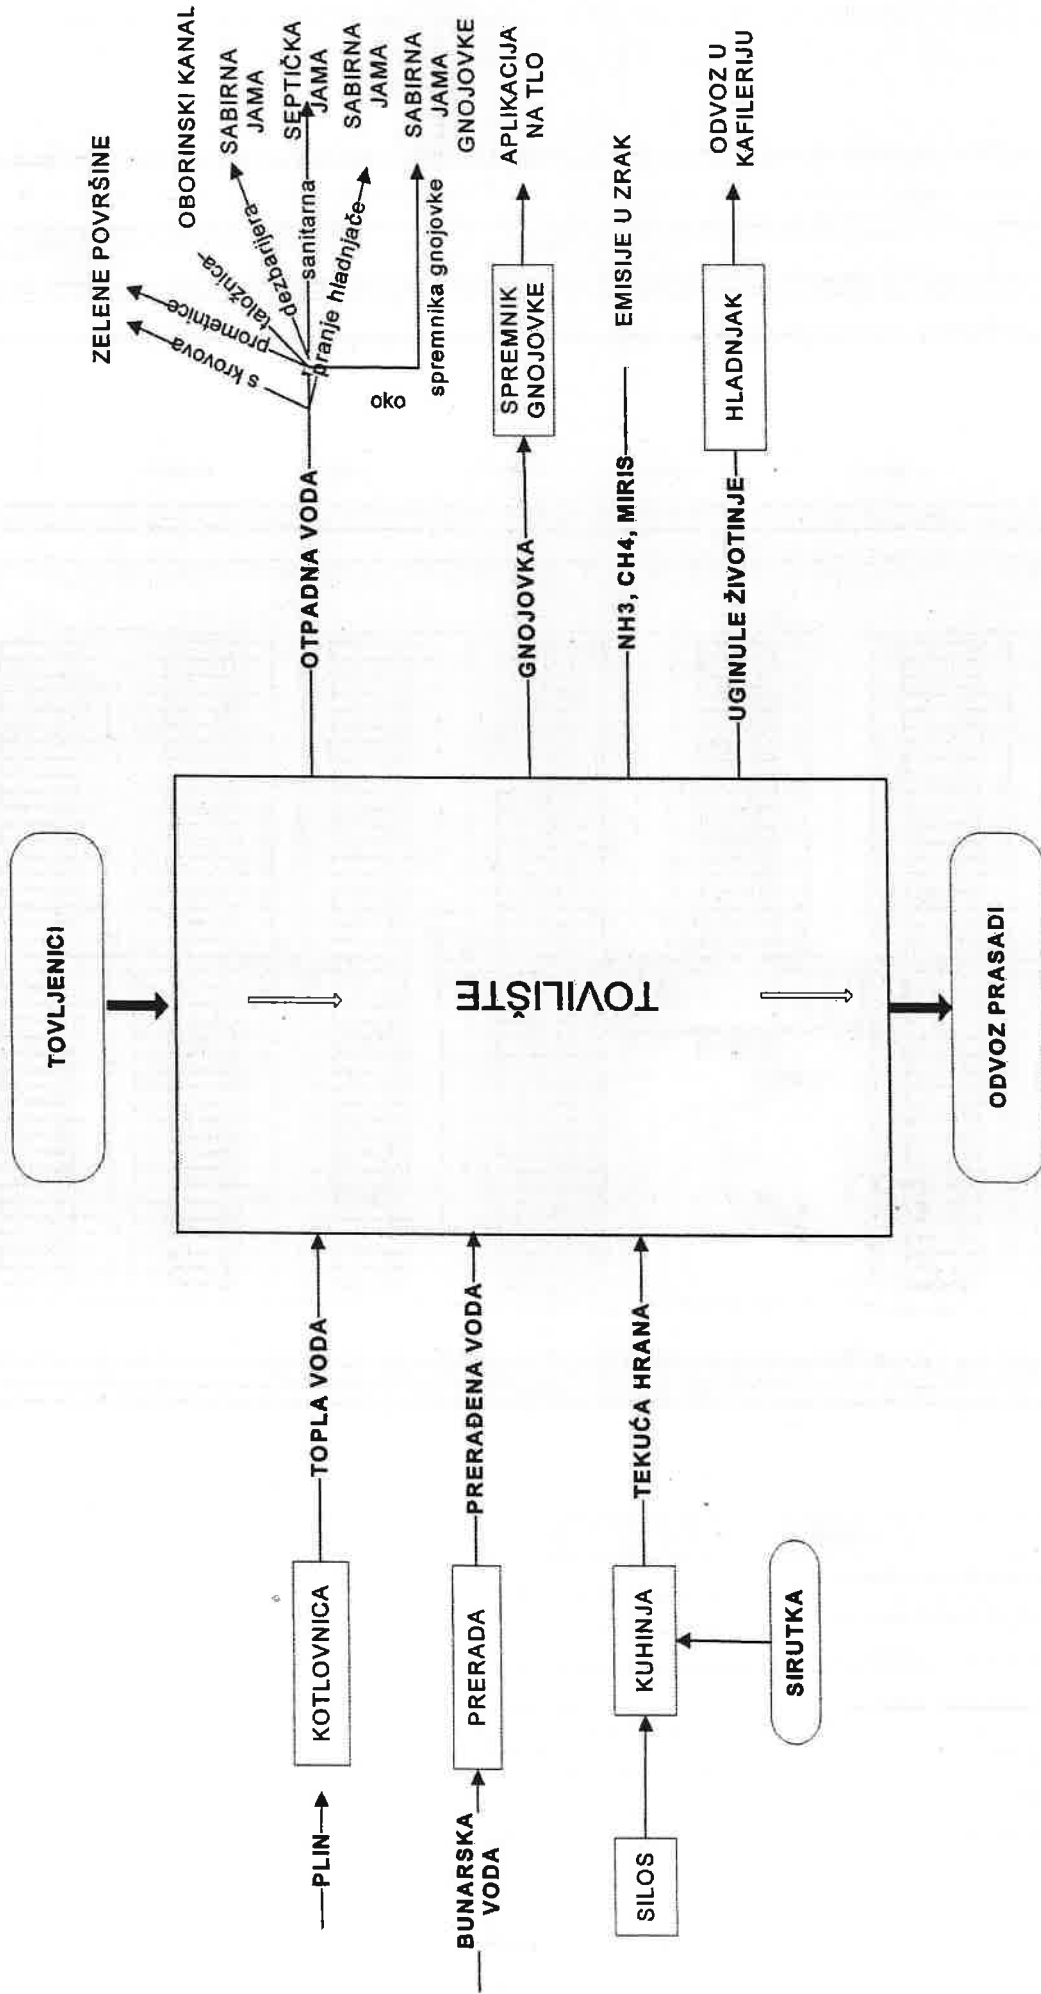 TOVLJENICI
PLIN
KOTLOVNICA
TOPLA VODA
BUNARSKA
VODA
PRERADA
PRERAĐENA VODA
SILOS
KUHINJA
TEKUĆA HRANA
SIRUTKA
TOVILIŠTE
OTPADNA VODA
s krovova
prometnice
ZELENE POVRŠINE
taložnica
OBORINSKI KANAL
dezbarijera
SABIRNA
JAMA
sanitarna
SEPTIČKA
JAMA
pranje hladnjače
SABIRNA
JAMA
oko
spremnika gnojovke
SABIRNA
JAMA
GNOJOVKE
GNOJOVKA
SPREMNIK
GNOJOVKE
APLIKACIJA
NA TLO
NH3, CH4, MIRIS
EMISIJE U ZRAK
UGINULE ŽIVOTINJE
HLADNJAK
ODVOZ U
KAFILERIJU
ODVOZ PRASADI